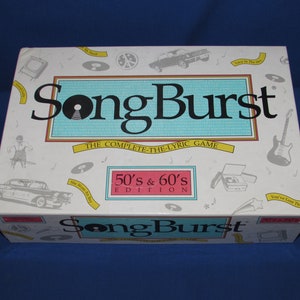 SongBurst®
THE COMPLETE-THE-LYRIC GAME
50's & 60's
EDITION
SongBurst